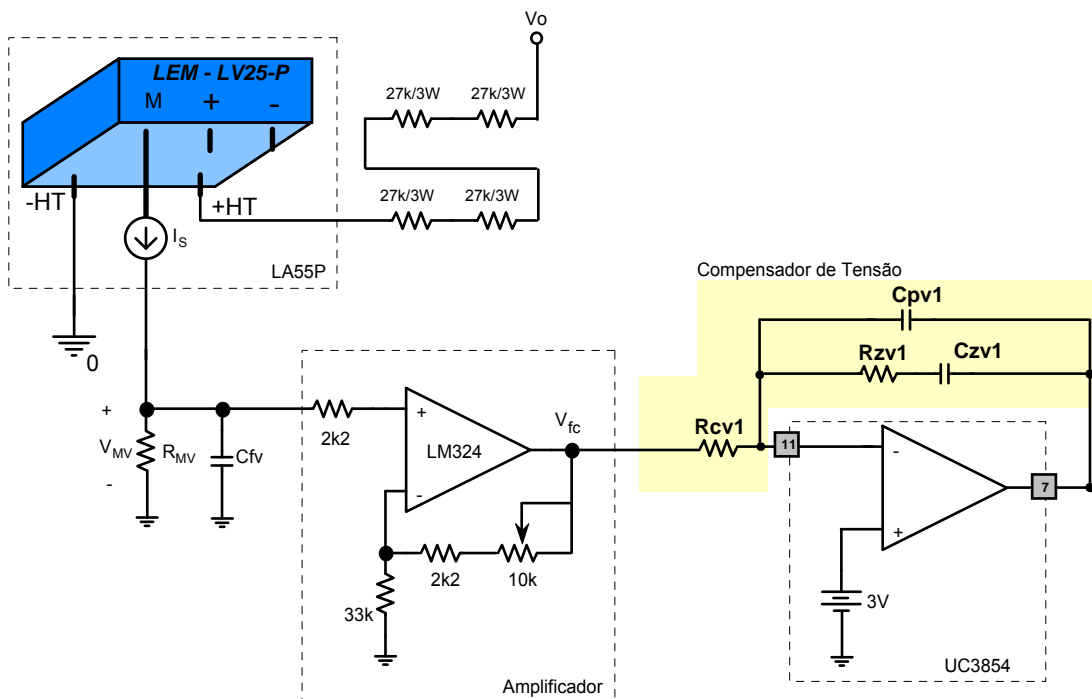 Vo
LEM - LV25-P
M + -
27k/3W 27k/3W
27k/3W 27k/3W
-HT
+HT
IS
LA55P
0
Compensador de Tensão
Cpv1
Rzv1 Czv1
+
VMV
-
RMV
Cfv
2k2
+
LM324
-
Vfc
Rcv1
11
-
+
7
2k2
10k
33k
3V
Amplificador
UC3854